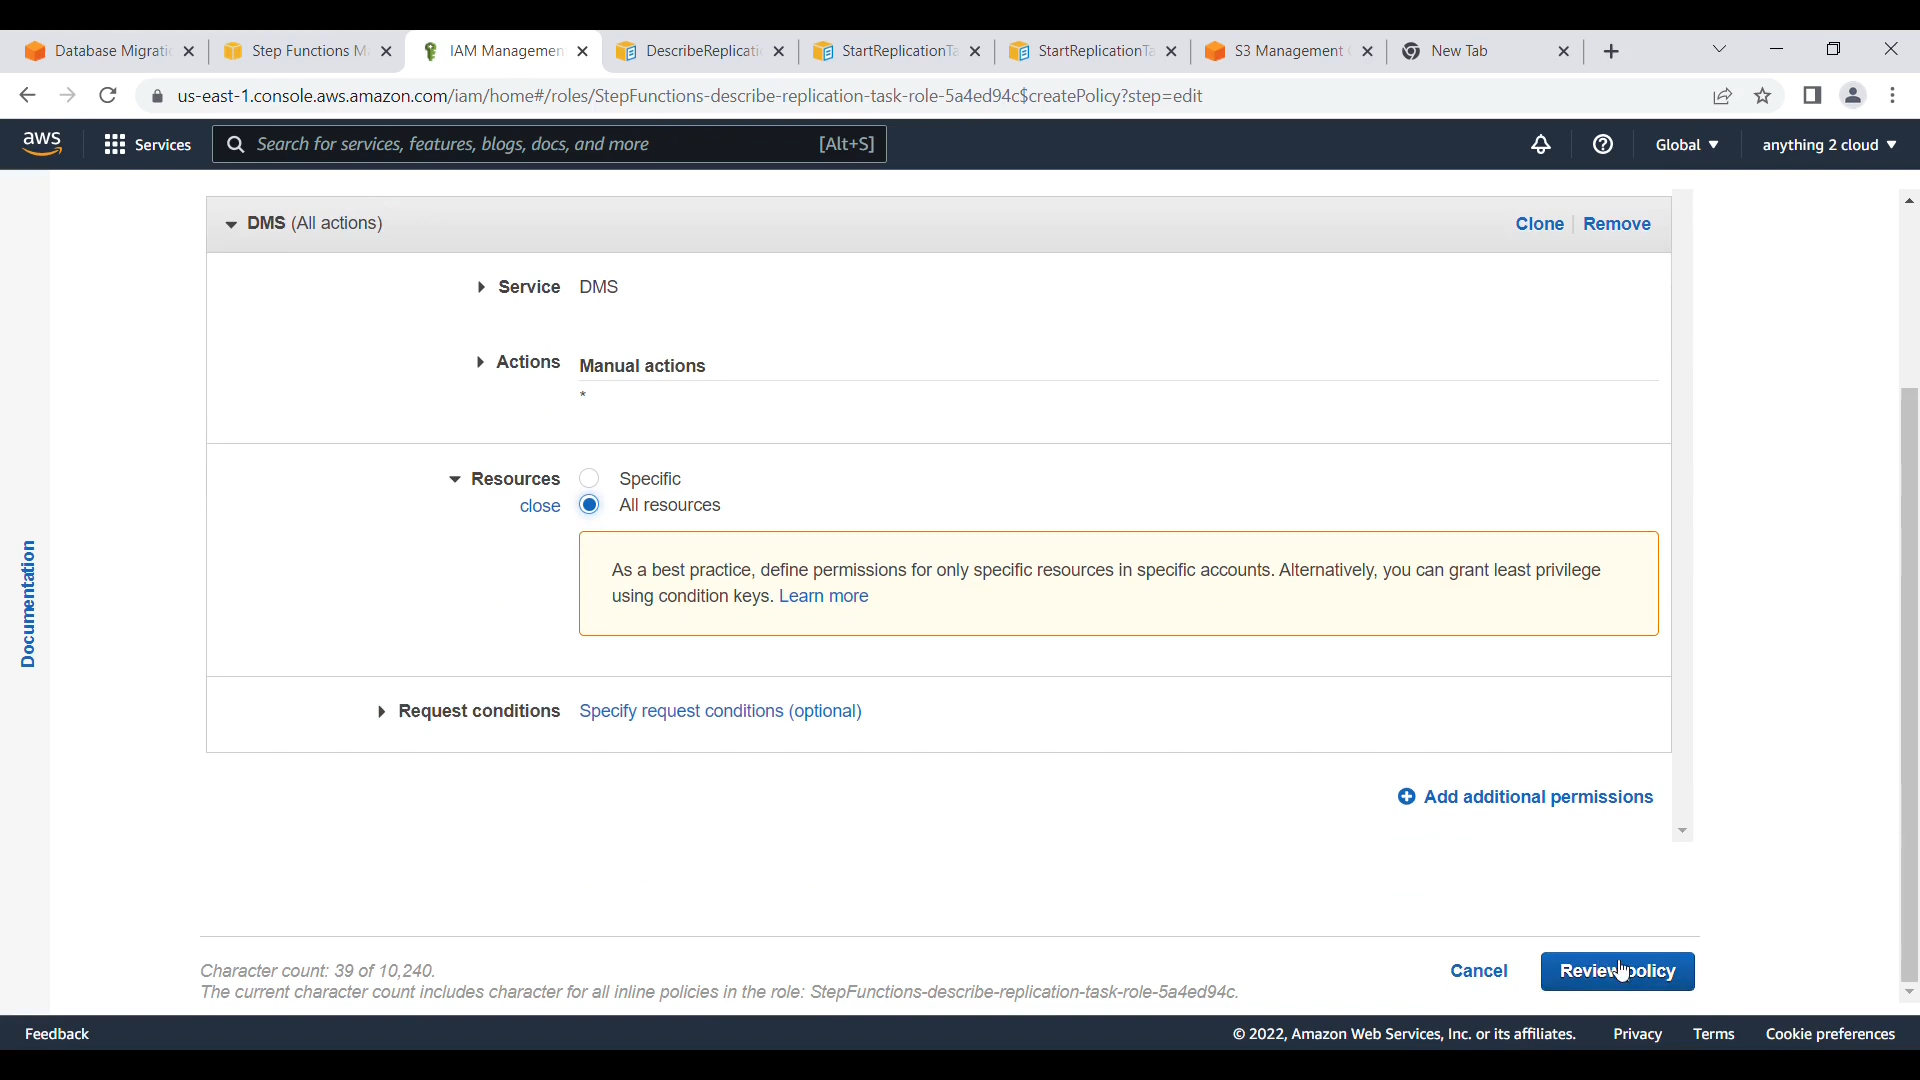 Database Migrati
Step Functions M
IAM Managemen
DescribeReplicati
StartReplicationTa
StartReplicationTa
S3 Management
New Tab
us-east-1.console.aws.amazon.com/iam/home#/roles/StepFunctions-describe-replication-task-role-5a4ed94c$createPolicy?step=edit
aws
Services
Search for services, features, blogs, docs, and more
[Alt+S]
Global
anything 2 cloud
Documentation
DMS (All actions)
Clone
Remove
Service DMS
Actions Manual actions
*
Resources Specific
close All resources
As a best practice, define permissions for only specific resources in specific accounts. Alternatively, you can grant least privilege
using condition keys. Learn more
Request conditions Specify request conditions (optional)
Add additional permissions
Character count: 39 of 10,240.
The current character count includes character for all inline policies in the role: StepFunctions-describe-replication-task-role-5a4ed94c.
Cancel
Review policy
Feedback
© 2022, Amazon Web Services, Inc. or its affiliates.
Privacy
Terms
Cookie preferences